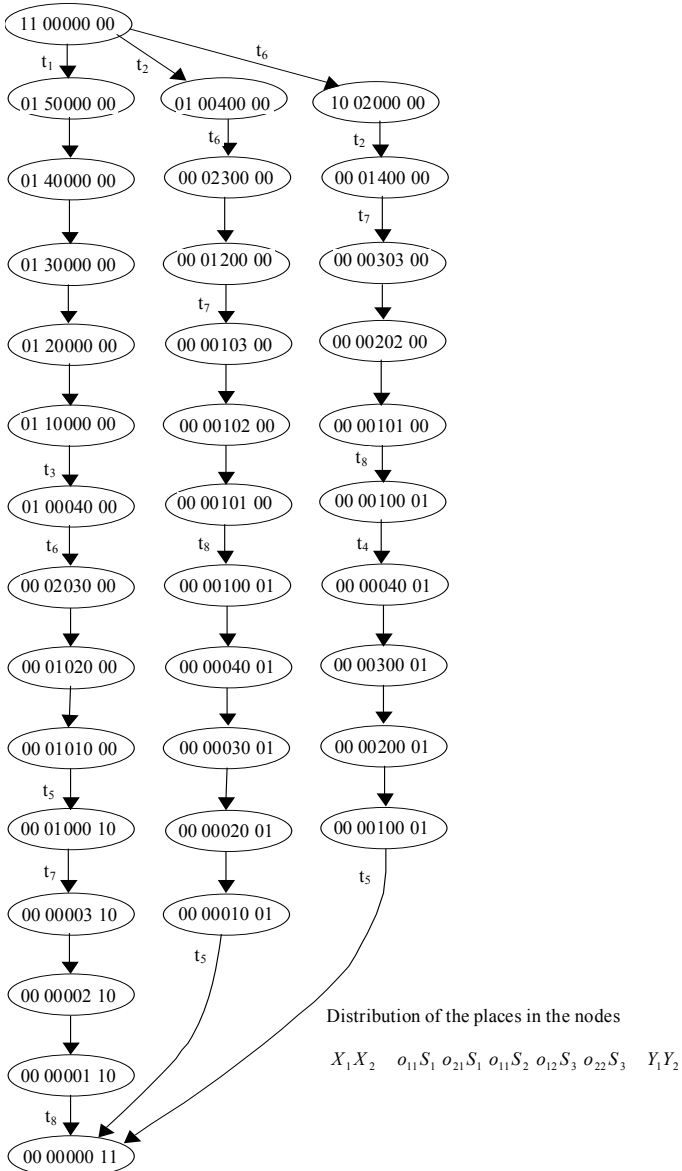 11 00000 00
t₁ t₂ t₆
01 50000 00 01 00400 00 10 02000 00
t₆ t₂
01 40000 00 00 02300 00 00 01400 00
t₇
01 30000 00 00 01200 00 00 00303 00
t₇
01 20000 00 00 00103 00 00 00202 00
01 10000 00 00 00102 00 00 00101 00
t₃ t₈
01 00040 00 00 00101 00 00 00100 01
t₆ t₈ t₄
00 02030 00 00 00100 01 00 00040 01
00 01020 00 00 00040 01 00 00300 01
00 01010 00 00 00030 01 00 00200 01
t₅
00 01000 10 00 00020 01 00 00100 01
t₇ t₅
00 00003 10 00 00010 01
t₅
00 00002 10
Distribution of the places in the nodes
00 00001 10
X₁X₂ o₁₁S₁ o₂₁S₁ o₁₁S₂ o₁₂S₃ o₂₂S₃ Y₁Y₂
t₈
00 00000 11